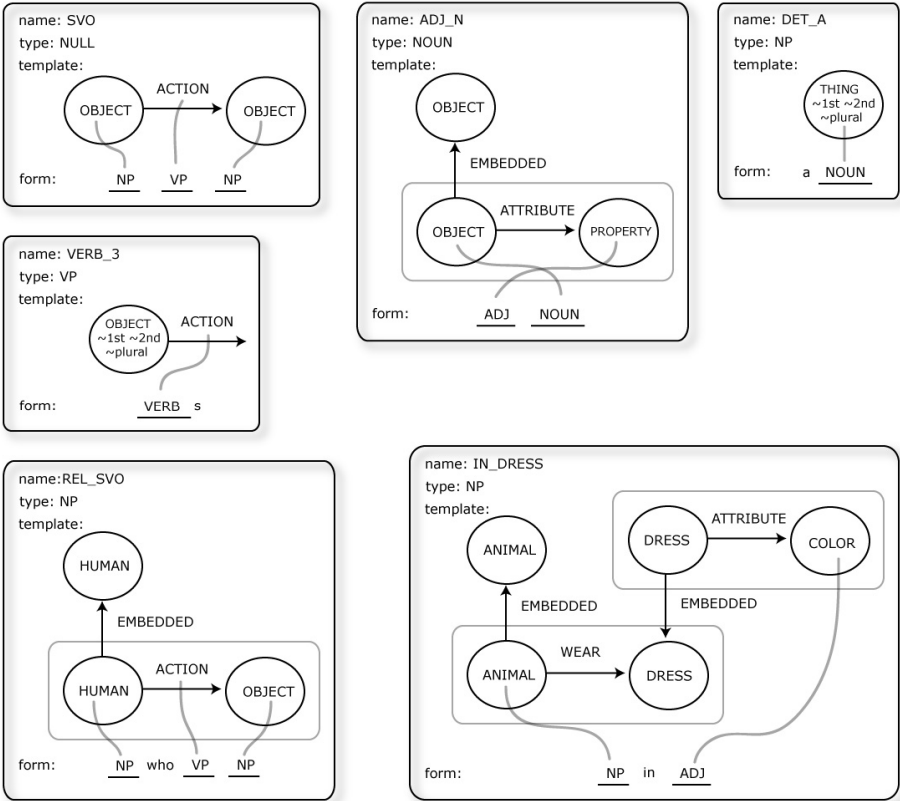 name: SVO
type: NULL
template:
OBJECT
ACTION
OBJECT
form: NP VP NP
name: ADJ_N
type: NOUN
template:
OBJECT
EMBEDDED
OBJECT
ATTRIBUTE
PROPERTY
form: ADJ NOUN
name: DET_A
type: NP
template:
THING
~1st ~2nd
~plural
form: a NOUN
name: VERB_3
type: VP
template:
OBJECT
~1st ~2nd
~plural
ACTION
form: VERB s
name:REL_SVO
type: NP
template:
HUMAN
EMBEDDED
HUMAN
ACTION
OBJECT
form: NP who VP NP
name: IN_DRESS
type: NP
template:
ANIMAL
DRESS
ATTRIBUTE
COLOR
EMBEDDED
EMBEDDED
ANIMAL
WEAR
DRESS
form: NP in ADJ